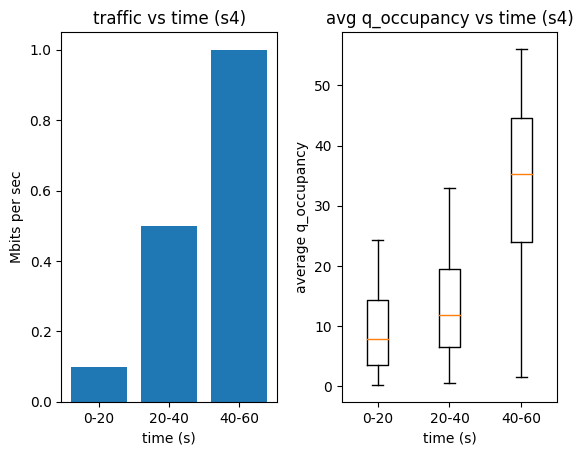 traffic vs time (s4)
Mbits per sec
1.0
0.8
0.6
0.4
0.2
0.0
0-20 20-40 40-60
time (s)
avg q_occupancy vs time (s4)
average q_occupancy
50
40
30
20
10
0
0-20 20-40 40-60
time (s)